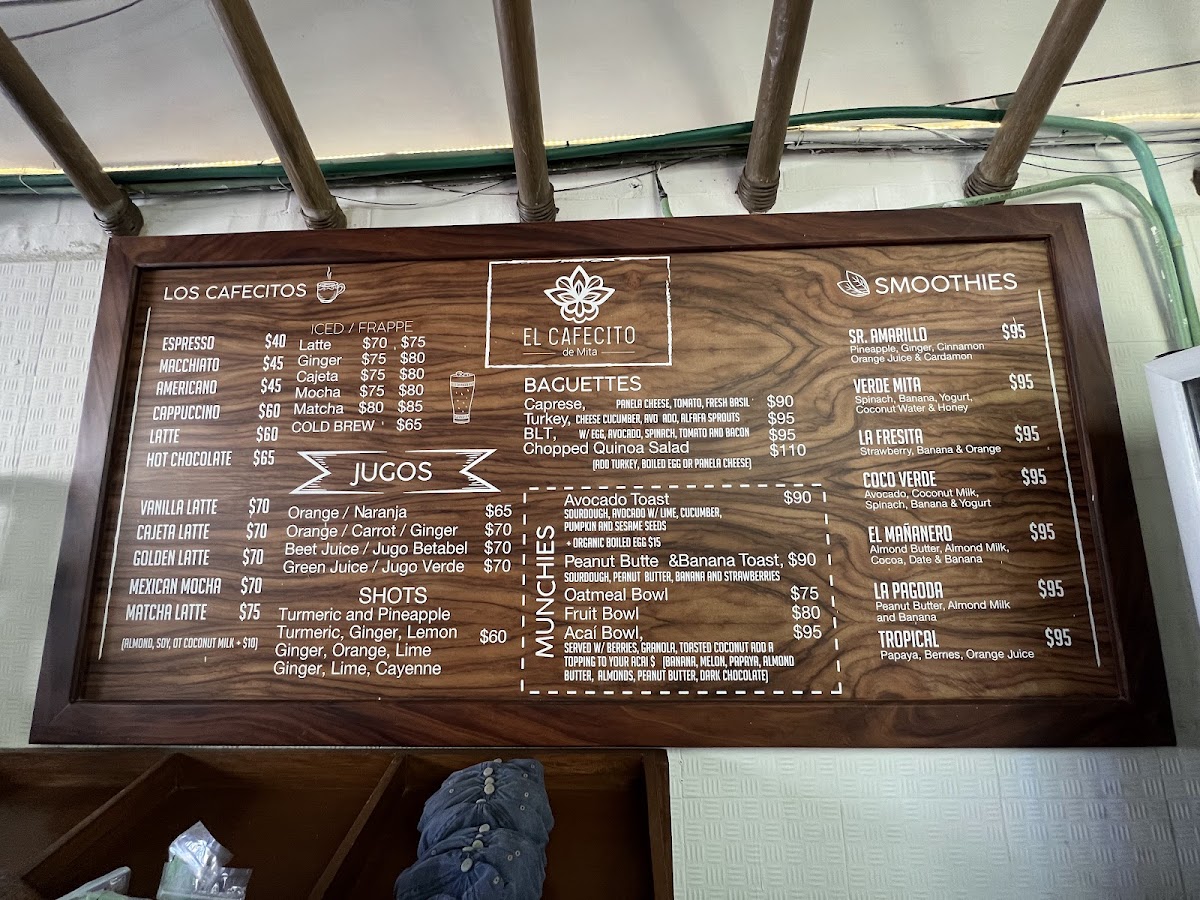 LOS CAFECITOS
ESPRESSO $40
MACCHIATO $45
AMERICANO $45
CAPPUCCINO $60
LATTE $60
HOT CHOCOLATE $65
VANILLA LATTE $70
CAJETA LATTE $70
GOLDEN LATTE $70
MEXICAN MOCHA $70
MATCHA LATTE $75
(ALMOND, SOY, OT COCONUT MILK + $10)
ICED / FRAPPE
Latte $70 , $75
Ginger $75 $80
Cajeta $75 $80
Mocha $75 $80
Matcha $80 $85
COLD BREW $65
JUGOS
Orange / Naranja $65
Orange / Carrot / Ginger $70
Beet Juice / Jugo Betabel $70
Green Juice / Jugo Verde $70
SHOTS
Turmeric and Pineapple
Turmeric, Ginger, Lemon $60
Ginger, Orange, Lime
Ginger, Lime, Cayenne
EL CAFECITO
de Mita
BAGUETTES
Caprese, PANELA CHEESE, TOMATO, FRESH BASIL $90
Turkey, CHEESE CUCUMBER, AVO ADO, ALFAFA SPROUTS $95
BLT, W/ EGG, AVOCADO, SPINACH, TOMATO AND BACON $95
Chopped Quinoa Salad $110
(ADD TURKEY, BOILED EGG OR PANELA CHEESE)
MUNCHES
Avocado Toast $90
SOURDOUGH, AVOCADO W/ LIME, CUCUMBER,
PUMPKIN AND SESAME SEEDS
+ ORGANIC BOILED EGG $15
Peanut Butte &Banana Toast, $90
SOURDOUGH, PEANUT BUTTER, BANANA AND STRAWBERRIES
Oatmeal Bowl $75
Fruit Bowl $80
Acaí Bowl, $95
SERVED W/ BERRIES, GRANOLA, TOASTED COCONUT ADD A
TOPPING TO YOUR ACAI $ (BANANA, MELON, PAPAYA, ALMOND
BUTTER, ALMONDS, PEANUT BUTTER, DARK CHOCOLATE)
SMOOTHIES
SR. AMARILLO $95
Pineapple, Ginger, Cinnamon
Orange Juice & Cardamon
VERDE MITA $95
Spinach, Banana, Yogurt,
Coconut Water & Honey
LA FRESITA $95
Strawberry, Banana & Orange
COCO VERDE $95
Avocado, Coconut Milk,
Spinach, Banana & Yogurt
EL MAÑANERO $95
Almond Butter, Almond Milk,
Cocoa, Date & Banana
LA PAGODA $95
Peanut Butter, Almond Milk
and Banana
TROPICAL $95
Papaya, Berries, Orange Juice